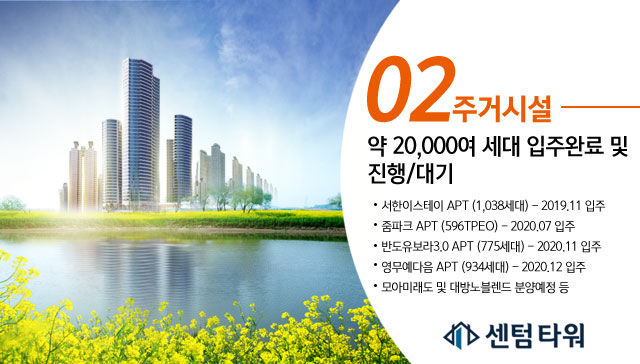 02 주거시설
약 20,000여 세대 입주완료 및
진행/대기
• 서한이스테이 APT (1,038세대) – 2019.11 입주
• 줌파크 APT (596TPEO) – 2020.07 입주
• 반도유보라3.0 APT (775세대) – 2020.11 입주
• 영무예다음 APT (934세대) – 2020.12 입주
• 모아미래도 및 대방노블렌드 분양예정 등
센텀타워